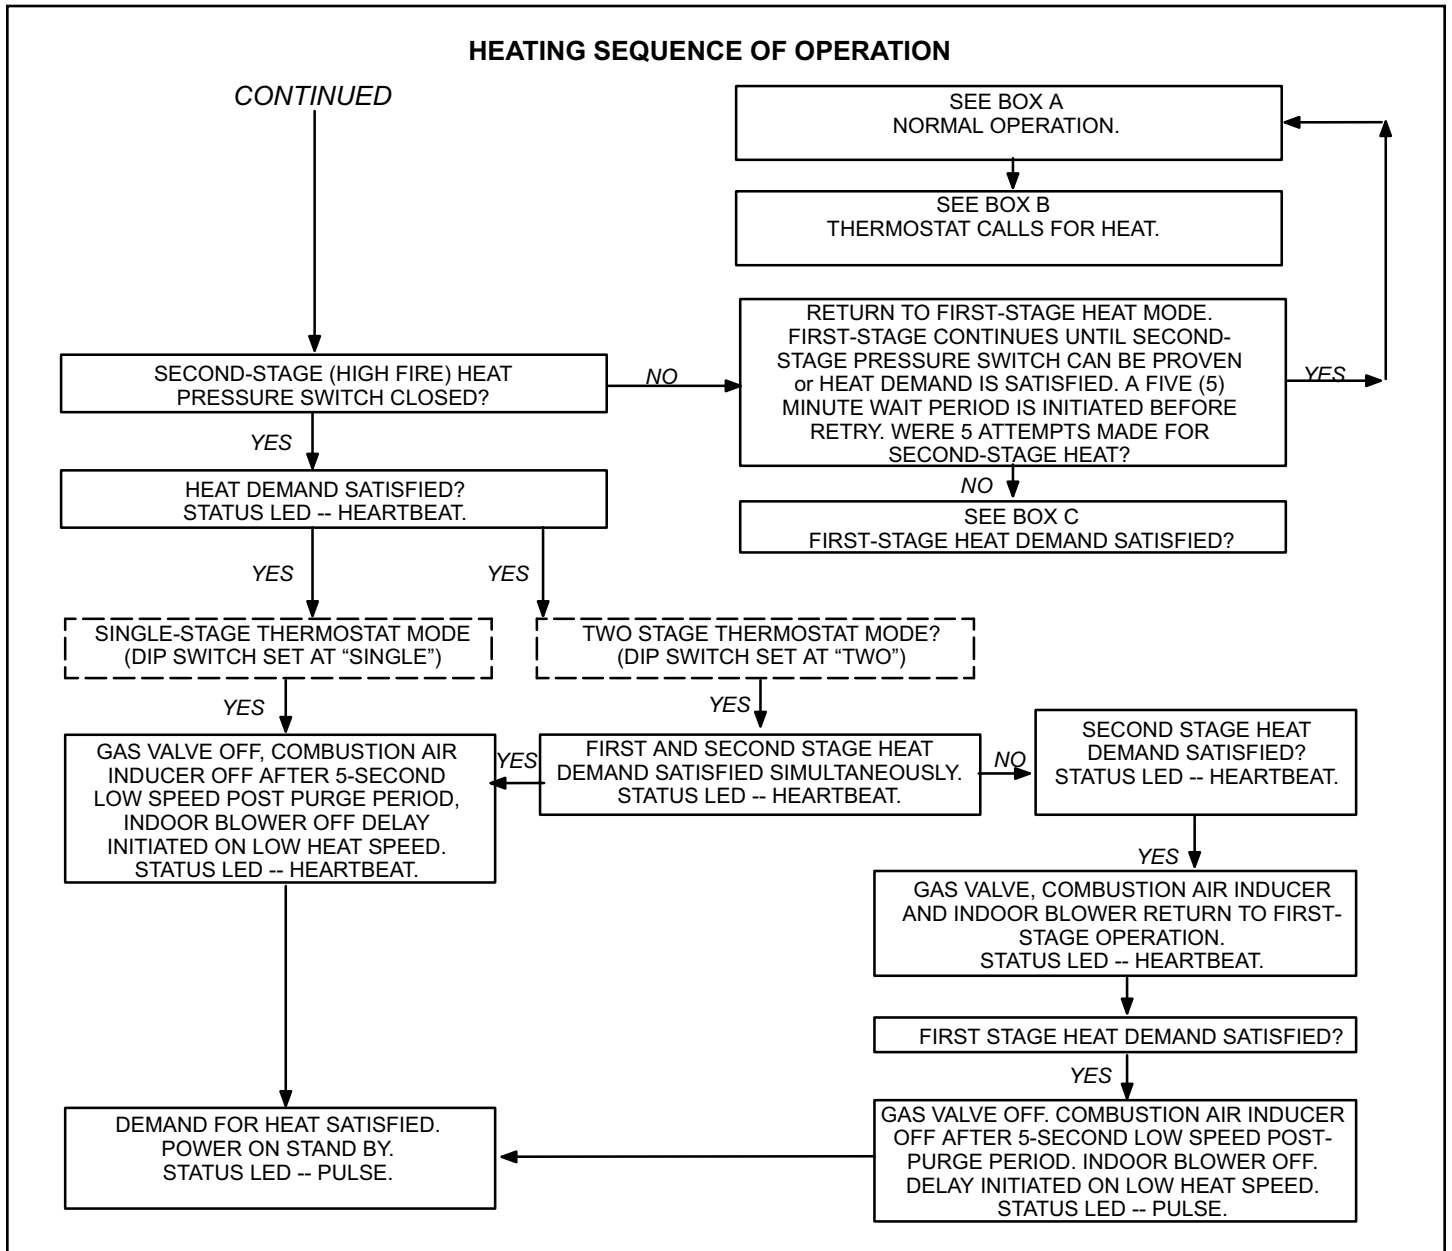 HEATING SEQUENCE OF OPERATION
CONTINUED
SEE BOX A
NORMAL OPERATION.
SEE BOX B
THERMOSTAT CALLS FOR HEAT.
SECOND-STAGE (HIGH FIRE) HEAT
PRESSURE SWITCH CLOSED?
NO
RETURN TO FIRST-STAGE HEAT MODE.
FIRST-STAGE CONTINUES UNTIL SECOND-
STAGE PRESSURE SWITCH CAN BE PROVEN
or HEAT DEMAND IS SATISFIED. A FIVE (5)
MINUTE WAIT PERIOD IS INITIATED BEFORE
RETRY. WERE 5 ATTEMPTS MADE FOR
SECOND-STAGE HEAT?
YES
YES
NO
HEAT DEMAND SATISFIED?
STATUS LED -- HEARTBEAT.
SEE BOX C
FIRST-STAGE HEAT DEMAND SATISFIED?
YES
YES
SINGLE-STAGE THERMOSTAT MODE
(DIP SWITCH SET AT “SINGLE”)
TWO STAGE THERMOSTAT MODE?
(DIP SWITCH SET AT “TWO”)
YES
YES
GAS VALVE OFF, COMBUSTION AIR
INDUCER OFF AFTER 5-SECOND
LOW SPEED POST PURGE PERIOD,
INDOOR BLOWER OFF DELAY
INITIATED ON LOW HEAT SPEED.
STATUS LED -- HEARTBEAT.
YES
FIRST AND SECOND STAGE HEAT
DEMAND SATISFIED SIMULTANEOUSLY.
STATUS LED -- HEARTBEAT.
NO
SECOND STAGE HEAT
DEMAND SATISFIED?
STATUS LED -- HEARTBEAT.
YES
GAS VALVE, COMBUSTION AIR INDUCER
AND INDOOR BLOWER RETURN TO FIRST-
STAGE OPERATION.
STATUS LED -- HEARTBEAT.
FIRST STAGE HEAT DEMAND SATISFIED?
YES
DEMAND FOR HEAT SATISFIED.
POWER ON STAND BY.
STATUS LED -- PULSE.
GAS VALVE OFF. COMBUSTION AIR INDUCER
OFF AFTER 5-SECOND LOW SPEED POST-
PURGE PERIOD. INDOOR BLOWER OFF.
DELAY INITIATED ON LOW HEAT SPEED.
STATUS LED -- PULSE.